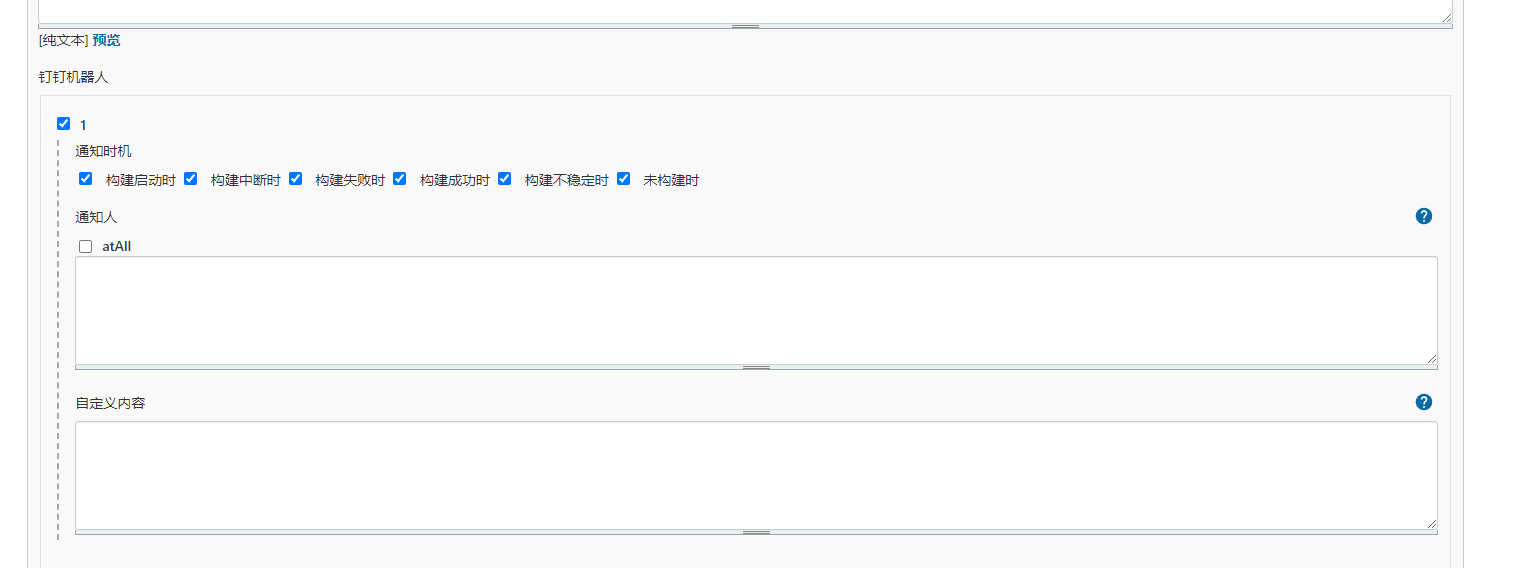 [纯文本] 预览
钉钉机器人
1
通知时机
构建启动时 构建中断时 构建失败时 构建成功时 构建不稳定时 未构建时
通知人
?
atAll
自定义内容
?